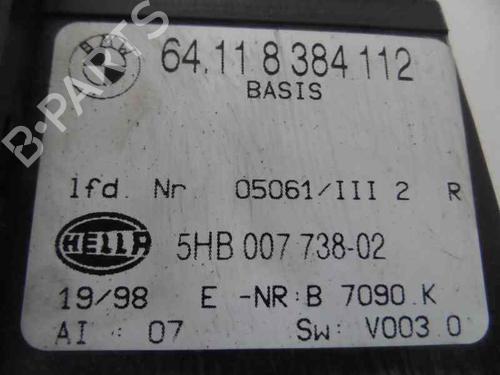 BMW
64.11 8 384 112
BASIS
lfd. Nr 05061/III 2 R
HELLA 5HB 007 738-02
19/98 E -NR:B 7090.K
AI : 07 Sw: V003.0
B-PARTS